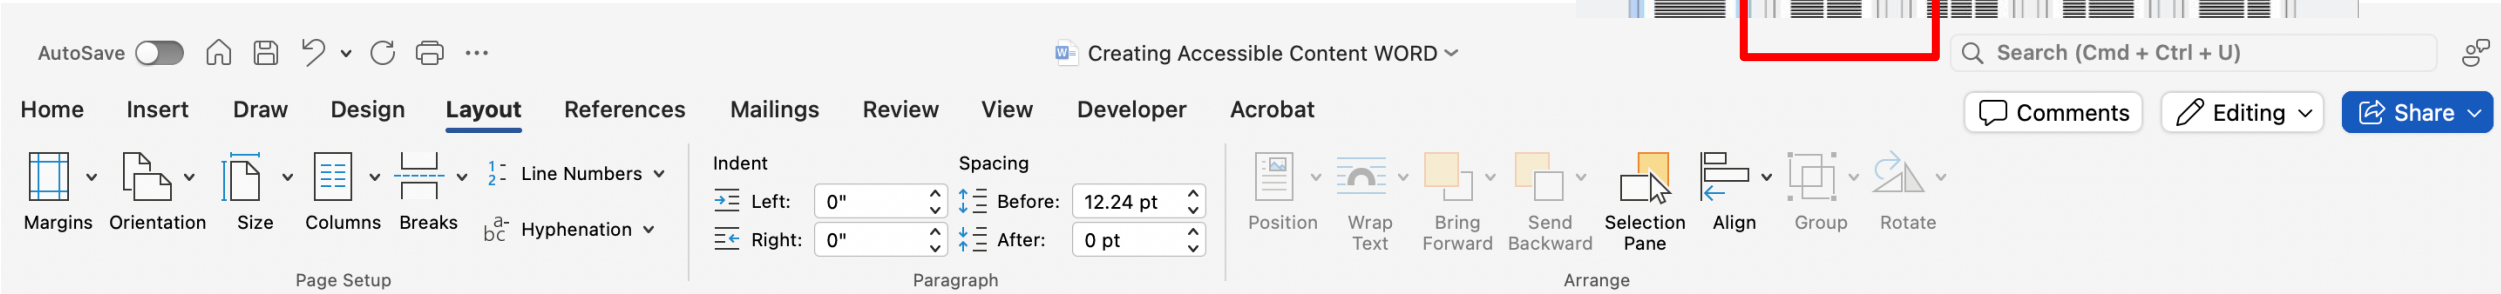 AutoSave
Creating Accessible Content WORD
Search (Cmd + Ctrl + U)
Home Insert Draw Design Layout References Mailings Review View Developer Acrobat
Comments Editing Share
Margins Orientation Size Columns Breaks
1
2
Line Numbers
a-
bc
Hyphenation
Page Setup
Indent
Left: 0"
Right: 0"
Spacing
Before: 12.24 pt
After: 0 pt
Paragraph
Position
Wrap
Text
Bring
Forward
Send
Backward
Selection
Pane
Align
Group
Rotate
Arrange